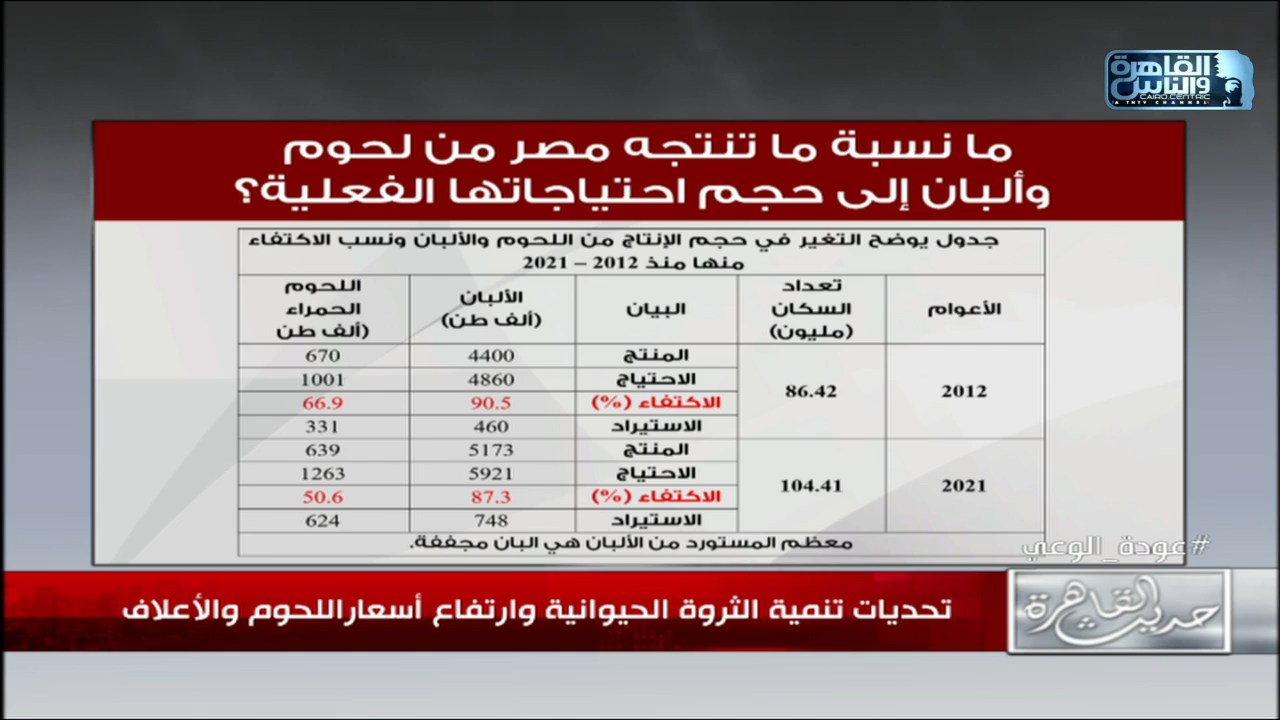 القاهرة
والناس
CAIRO.CENTRIC
A TNTV CHANNEL
ما نسبة ما تنتجه مصر من لحوم
وألبان إلى حجم احتياجاتها الفعلية؟
جدول يوضح التغير في حجم الإنتاج من اللحوم والألبان ونسب الاكتفاء
منها منذ 2012 – 2021
الأعوام تعداد السكان (مليون) البيان الألبان (ألف طن) اللحوم الحمراء (ألف طن)
2012 86.42 المنتج 4400 670
الاحتياج 4860 1001
الاكتفاء (%) 90.5 66.9
الاستيراد 460 331
2021 104.41 المنتج 5173 639
الاحتياج 5921 1263
الاكتفاء (%) 87.3 50.6
الاستيراد 748 624
معظم المستورد من الألبان هي البان مجففة.
#عودة_الوعي
حديث القاهرة
تحديات تنمية الثروة الحيوانية وارتفاع أسعاراللحوم والأعلاف